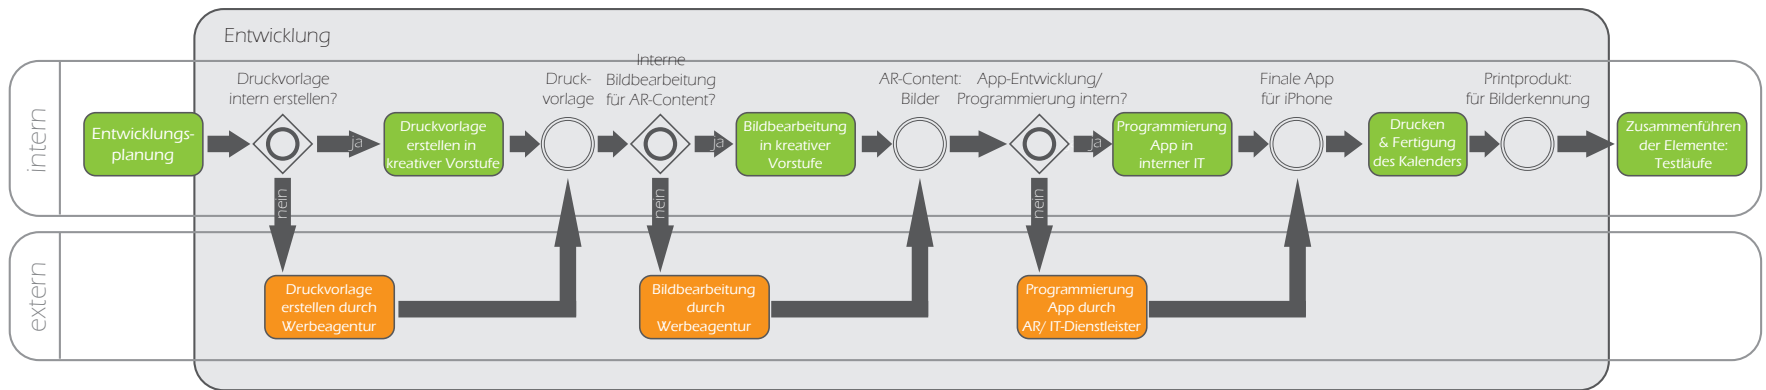 Entwicklung
intern
Entwicklungs-
planung
Druckvorlage
intern erstellen?
ja
nein
Druckvorlage
erstellen in
kreativer Vorstufe
Druck-
vorlage
Interne
Bildbearbeitung
für AR-Content?
ja
nein
Bildbearbeitung
in kreativer
Vorstufe
AR-Content:
Bilder
App-Entwicklung/
Programmierung intern?
ja
nein
Programmierung
App in
interner IT
Finale App
für iPhone
Drucken
& Fertigung
des Kalenders
Printprodukt:
für Bilderkennung
Zusammenführen
der Elemente:
Testläufe
extern
Druckvorlage
erstellen durch
Werbeagentur
Bildbearbeitung
durch
Werbeagentur
Programmierung
App durch
AR/ IT-Dienstleister